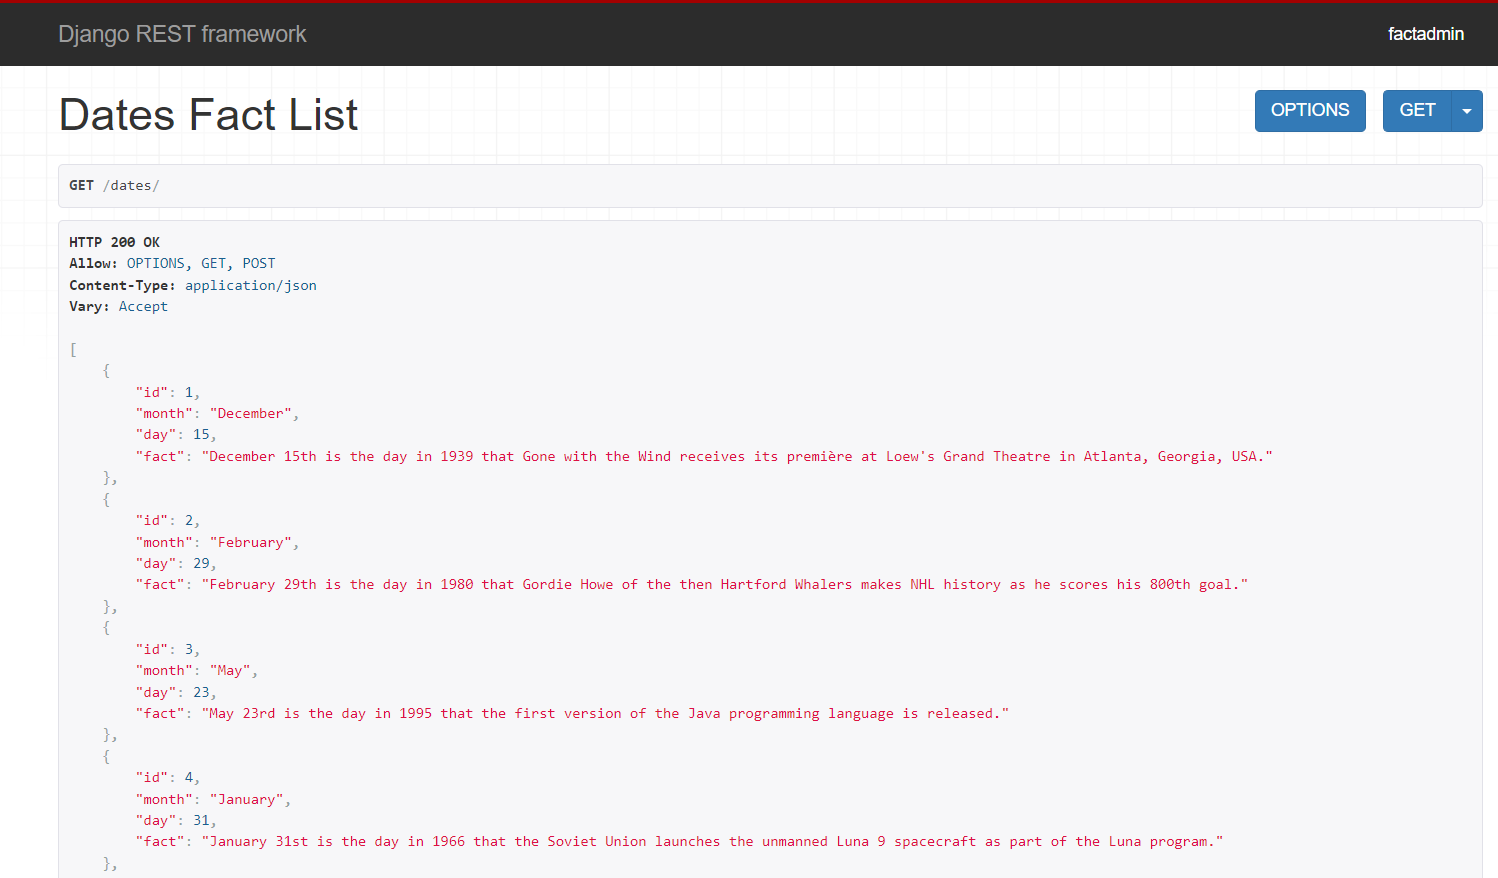 Django REST framework
factadmin
Dates Fact List
OPTIONS
GET
GET /dates/
HTTP 200 OK
Allow: OPTIONS, GET, POST
Content-Type: application/json
Vary: Accept
[
{
"id": 1,
"month": "December",
"day": 15,
"fact": "December 15th is the day in 1939 that Gone with the Wind receives its première at Loew's Grand Theatre in Atlanta, Georgia, USA."
},
{
"id": 2,
"month": "February",
"day": 29,
"fact": "February 29th is the day in 1980 that Gordie Howe of the then Hartford Whalers makes NHL history as he scores his 800th goal."
},
{
"id": 3,
"month": "May",
"day": 23,
"fact": "May 23rd is the day in 1995 that the first version of the Java programming language is released."
},
{
"id": 4,
"month": "January",
"day": 31,
"fact": "January 31st is the day in 1966 that the Soviet Union launches the unmanned Luna 9 spacecraft as part of the Luna program."
},